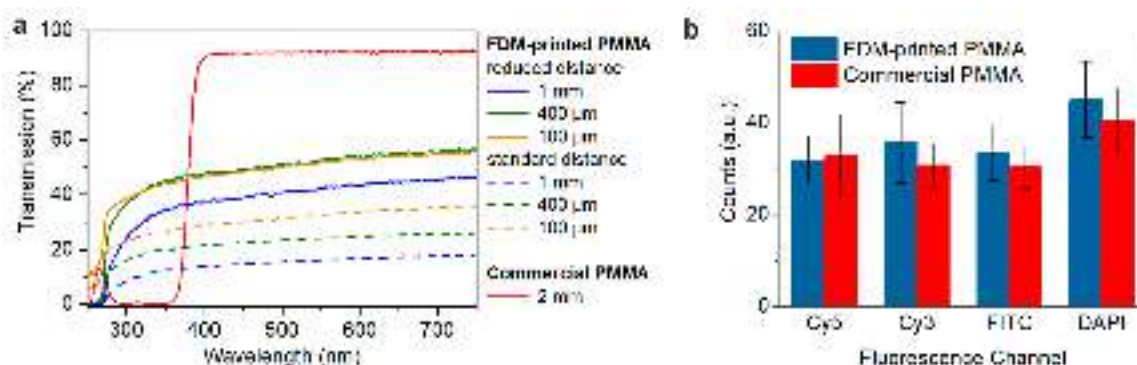 a
100
80
60
40
20
0
Transmission (%)
300 400 500 600 700
Wavelength (nm)
FDM-printed PMMA
reduced distance
1 mm
400 µm
100 µm
standard distance
1 mm
400 µm
100 µm
Commercial PMMA
2 mm
b
60
40
20
0
Counts (a.u.)
FDM-printed PMMA
Commercial PMMA
Cy5 Cy3 FITC DAPI
Fluorescence Channel